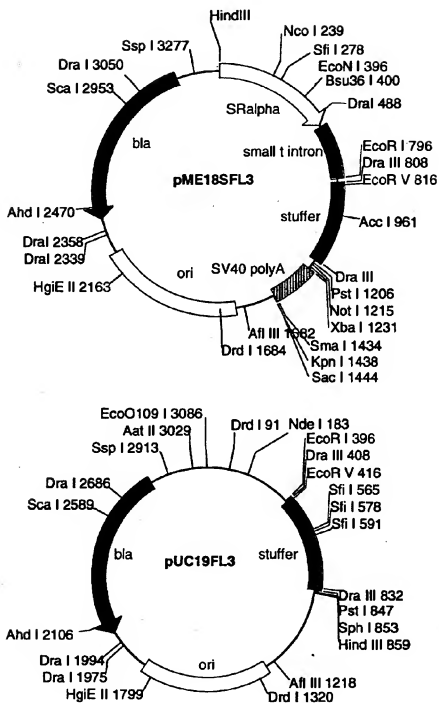 HindIII
Nco I 239
Sfi I 278
EcoN I 396
Bsu36 I 400
DraI 488
Ssp I 3277
Dra I 3050
Sca I 2953
SRalpha
bla
small t intron
EcoR I 796
Dra III 808
EcoR V 816
pME18SFL3
stuffer
Acc I 961
Ahd I 2470
DraI 2358
DraI 2339
HgiE II 2163
ori
SV40 polyA
Dra III
Pst I 1206
Not I 1215
Xba I 1231
Afl III 1682
Drd I 1684
Sma I 1434
Kpn I 1438
Sac I 1444
EcoO109 I 3086
Aat II 3029
Ssp I 2913
Drd I 91
Nde I 183
EcoR I 396
Dra III 408
EcoR V 416
Dra I 2686
Sca I 2589
Sfi I 565
Sfi I 578
Sfi I 591
bla
pUC19FL3
stuffer
Dra III 832
Pst I 847
Sph I 853
Hind III 859
Ahd I 2106
Dra I 1994
Dra I 1975
HgiE II 1799
ori
Afl III 1218
Drd I 1320